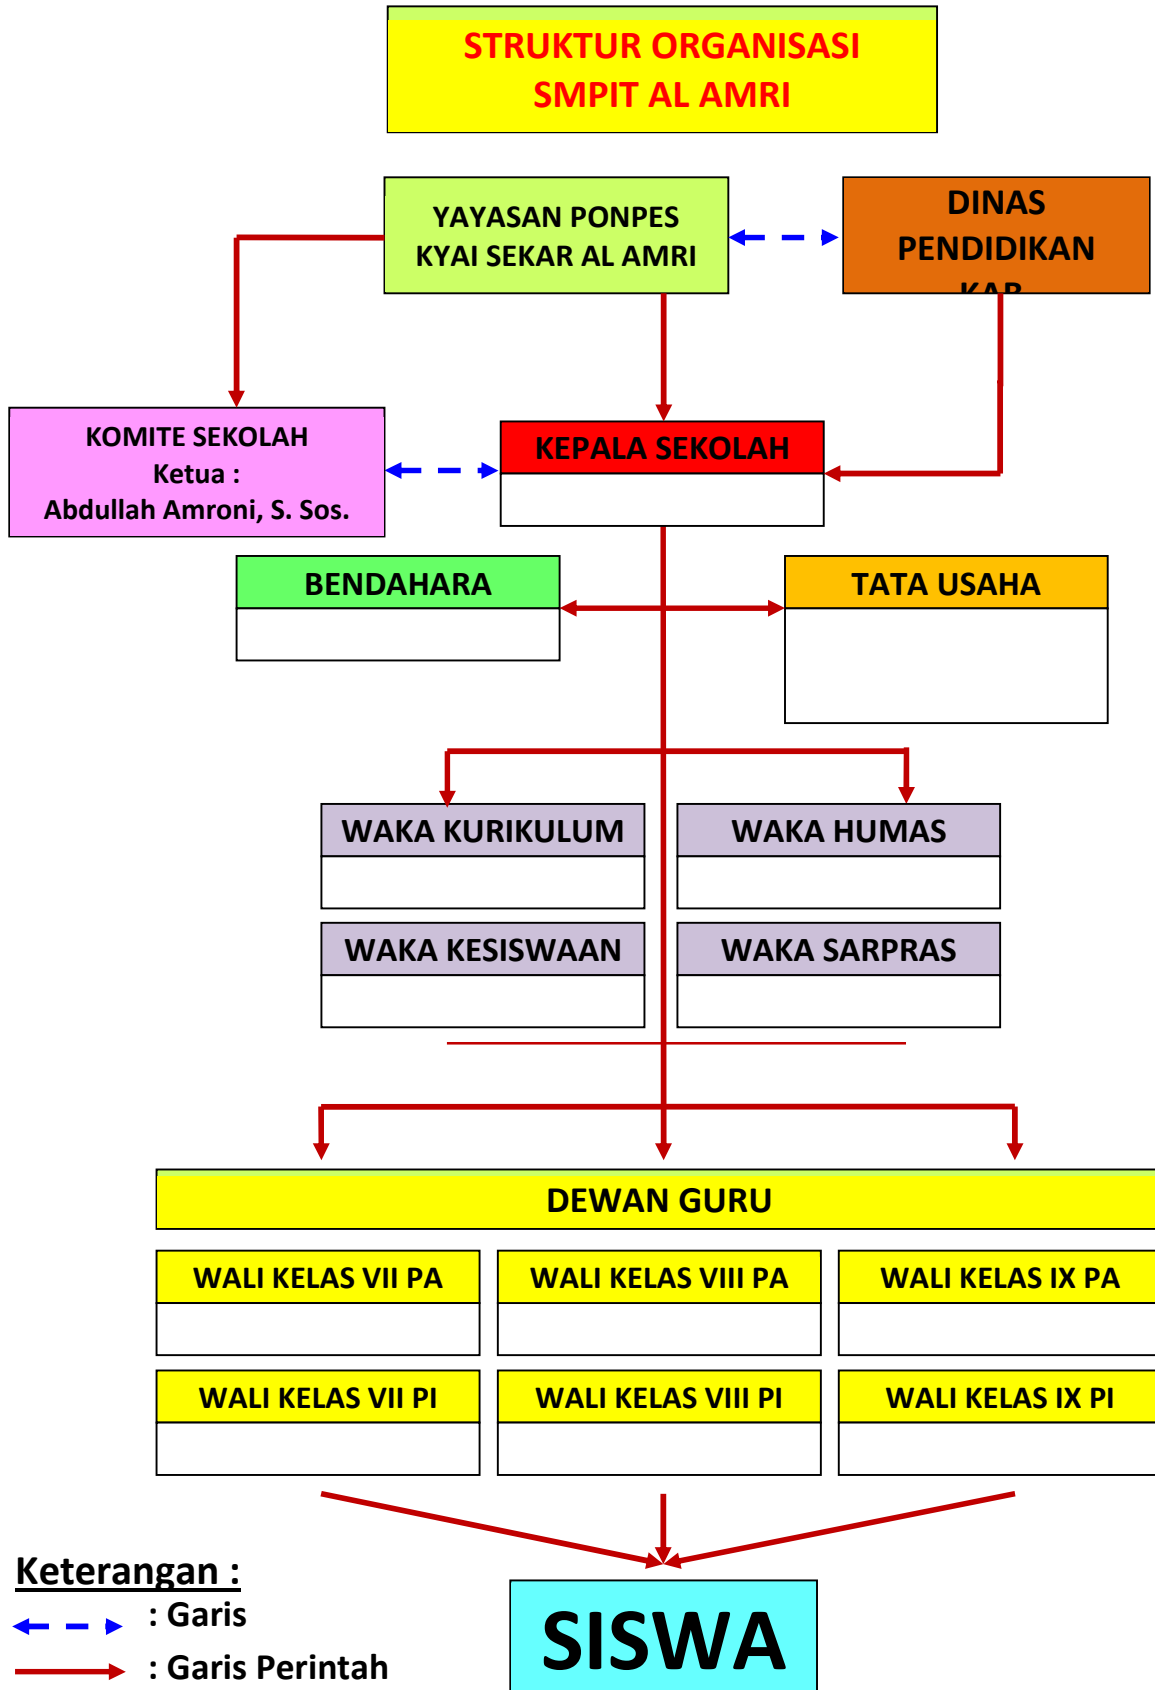 STRUKTUR ORGANISASI
SMPIT AL AMRI
YAYASAN PONPES
KYAI SEKAR AL AMRI
DINAS
PENDIDIKAN
KAB
KOMITE SEKOLAH
Ketua :
Abdullah Amroni, S. Sos.
KEPALA SEKOLAH
BENDAHARA
TATA USAHA
WAKA KURIKULUM
WAKA HUMAS
WAKA KESISWAAN
WAKA SARPRAS
DEWAN GURU
WALI KELAS VII PA
WALI KELAS VIII PA
WALI KELAS IX PA
WALI KELAS VII PI
WALI KELAS VIII PI
WALI KELAS IX PI
SISWA
Keterangan :
: Garis
: Garis Perintah